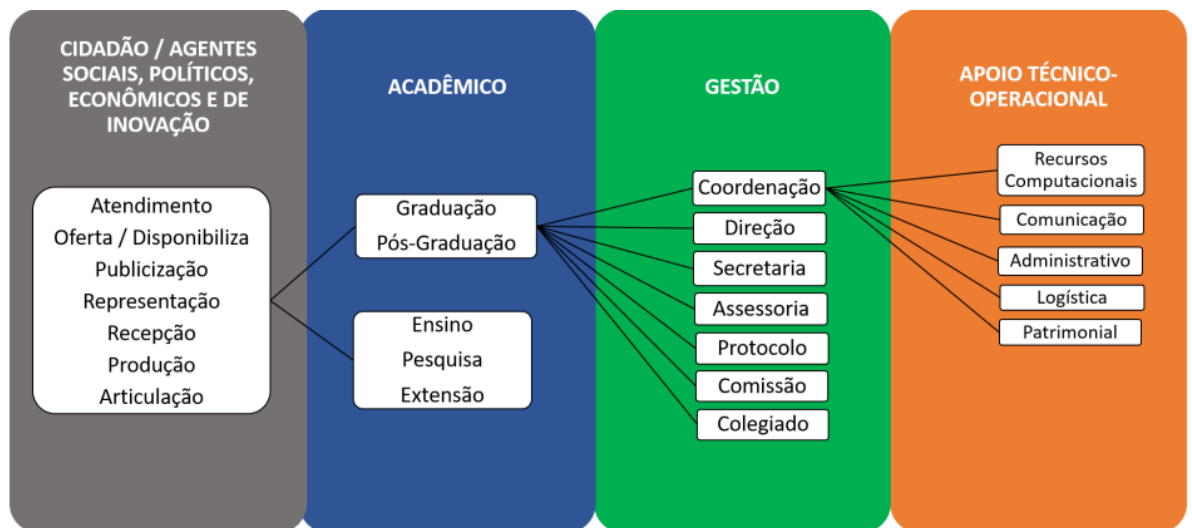 CIDADÃO / AGENTES
SOCIAIS, POLÍTICOS,
ECONÔMICOS E DE
INOVAÇÃO
Atendimento
Oferta / Disponibiliza
Publicização
Representação
Recepção
Produção
Articulação
ACADÊMICO
Graduação
Pós-Graduação
Ensino
Pesquisa
Extensão
GESTÃO
Coordenação
Direção
Secretaria
Assessoria
Protocolo
Comissão
Colegiado
APOIO TÉCNICO-
OPERACIONAL
Recursos
Computacionais
Comunicação
Administrativo
Logística
Patrimonial